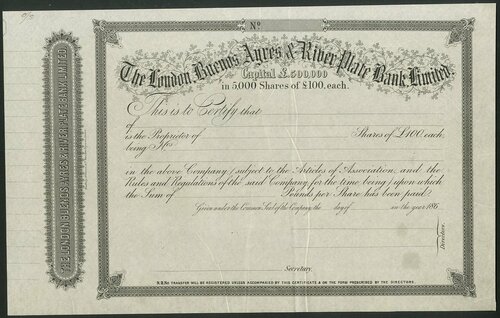 No
The London, Buenos Ayres & River Plate Bank, Limited.
Capital £500,000
in 5,000 Shares of £100, each.
This is to Certify that
of
is the Proprietor of Shares of £100 each,
being Nos
in the above Company (subject to the Articles of Association, and the
Rules and Regulations of the said Company for the time being) upon which
the Sum of Pounds per Share has been paid.
Given under the Common Seal of the Company, the day of in the year 186
Directors.
Secretary.
N.B. No TRANSFER WILL BE REGISTERED UNLESS ACCOMPANIED BY THIS CERTIFICATE & ON THE FORM PRESCRIBED BY THE DIRECTORS.
THE LONDON BUENOS AYRES & RIVER PLATE BANK LIMITED